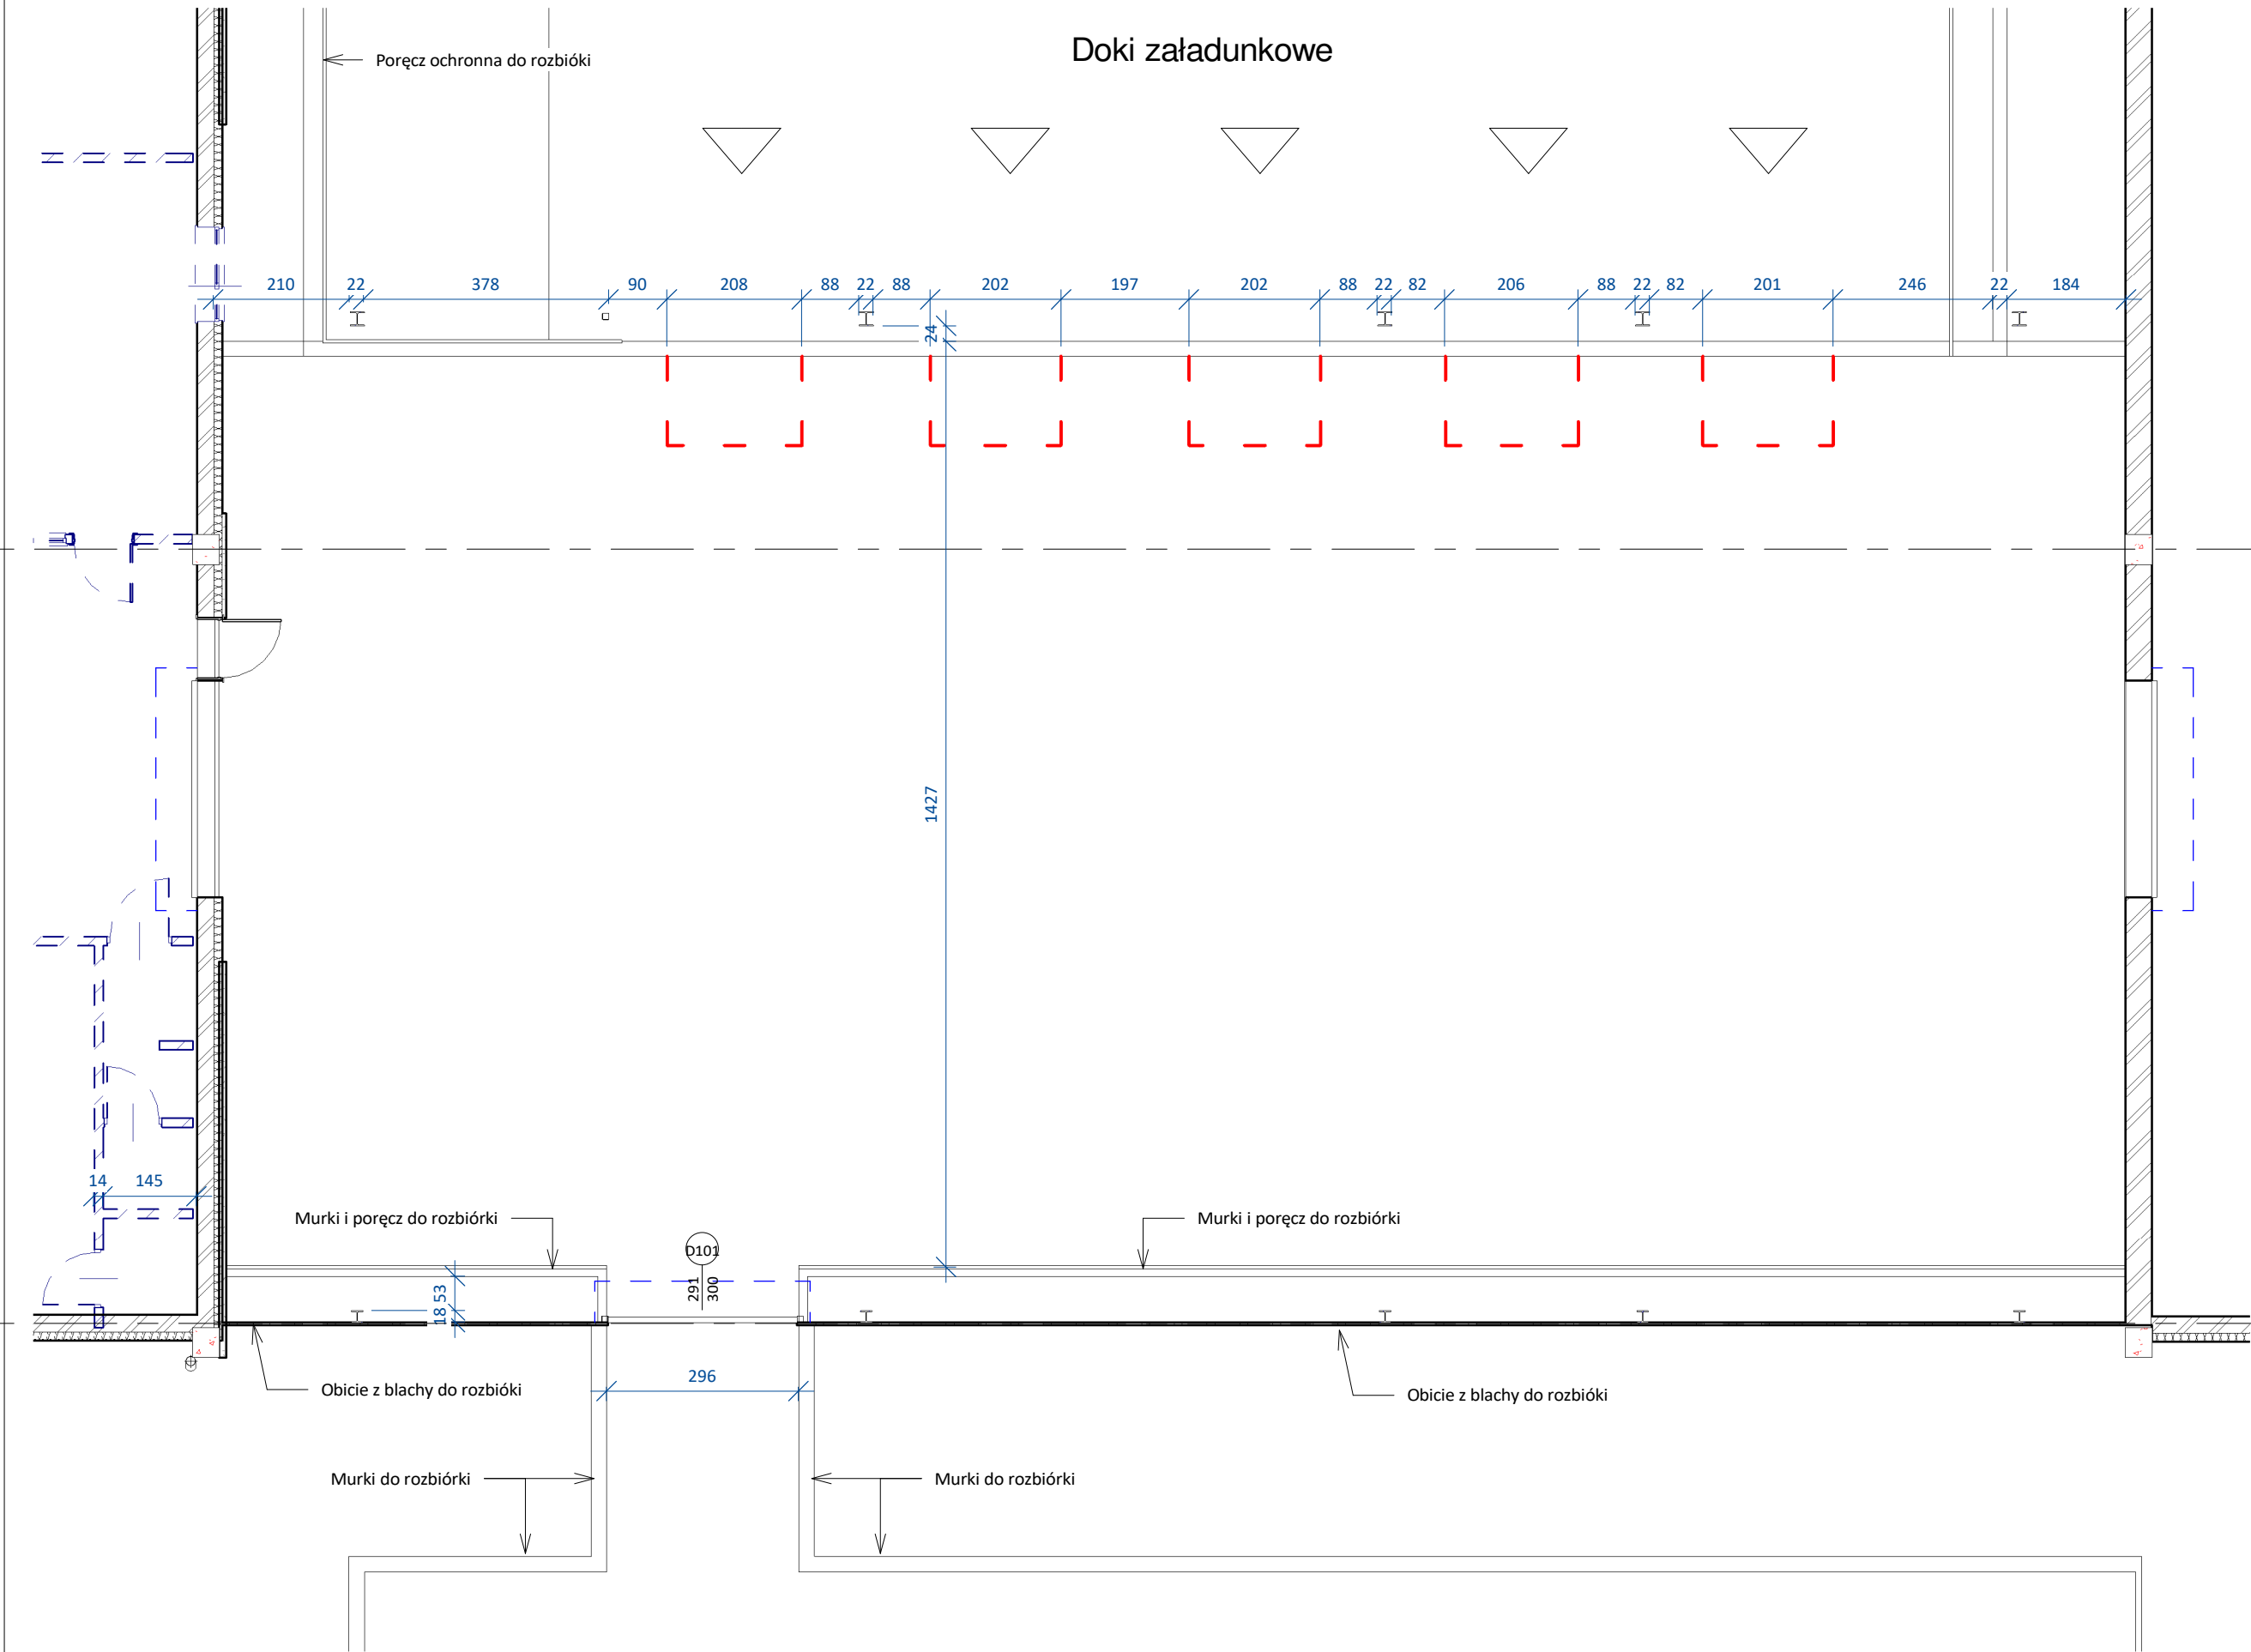 Doki załadunkowe
Poręcz ochronna do rozbióki
210 22 378 90 208 88 22 88 202 197 202 88 22 82 206 88 22 82 201 246 22 184
24
1427
14 145
Murki i poręcz do rozbiórki
Murki i poręcz do rozbiórki
D101
291
300
53
18
296
Obicie z blachy do rozbióki
Obicie z blachy do rozbióki
Murki do rozbiórki
Murki do rozbiórki